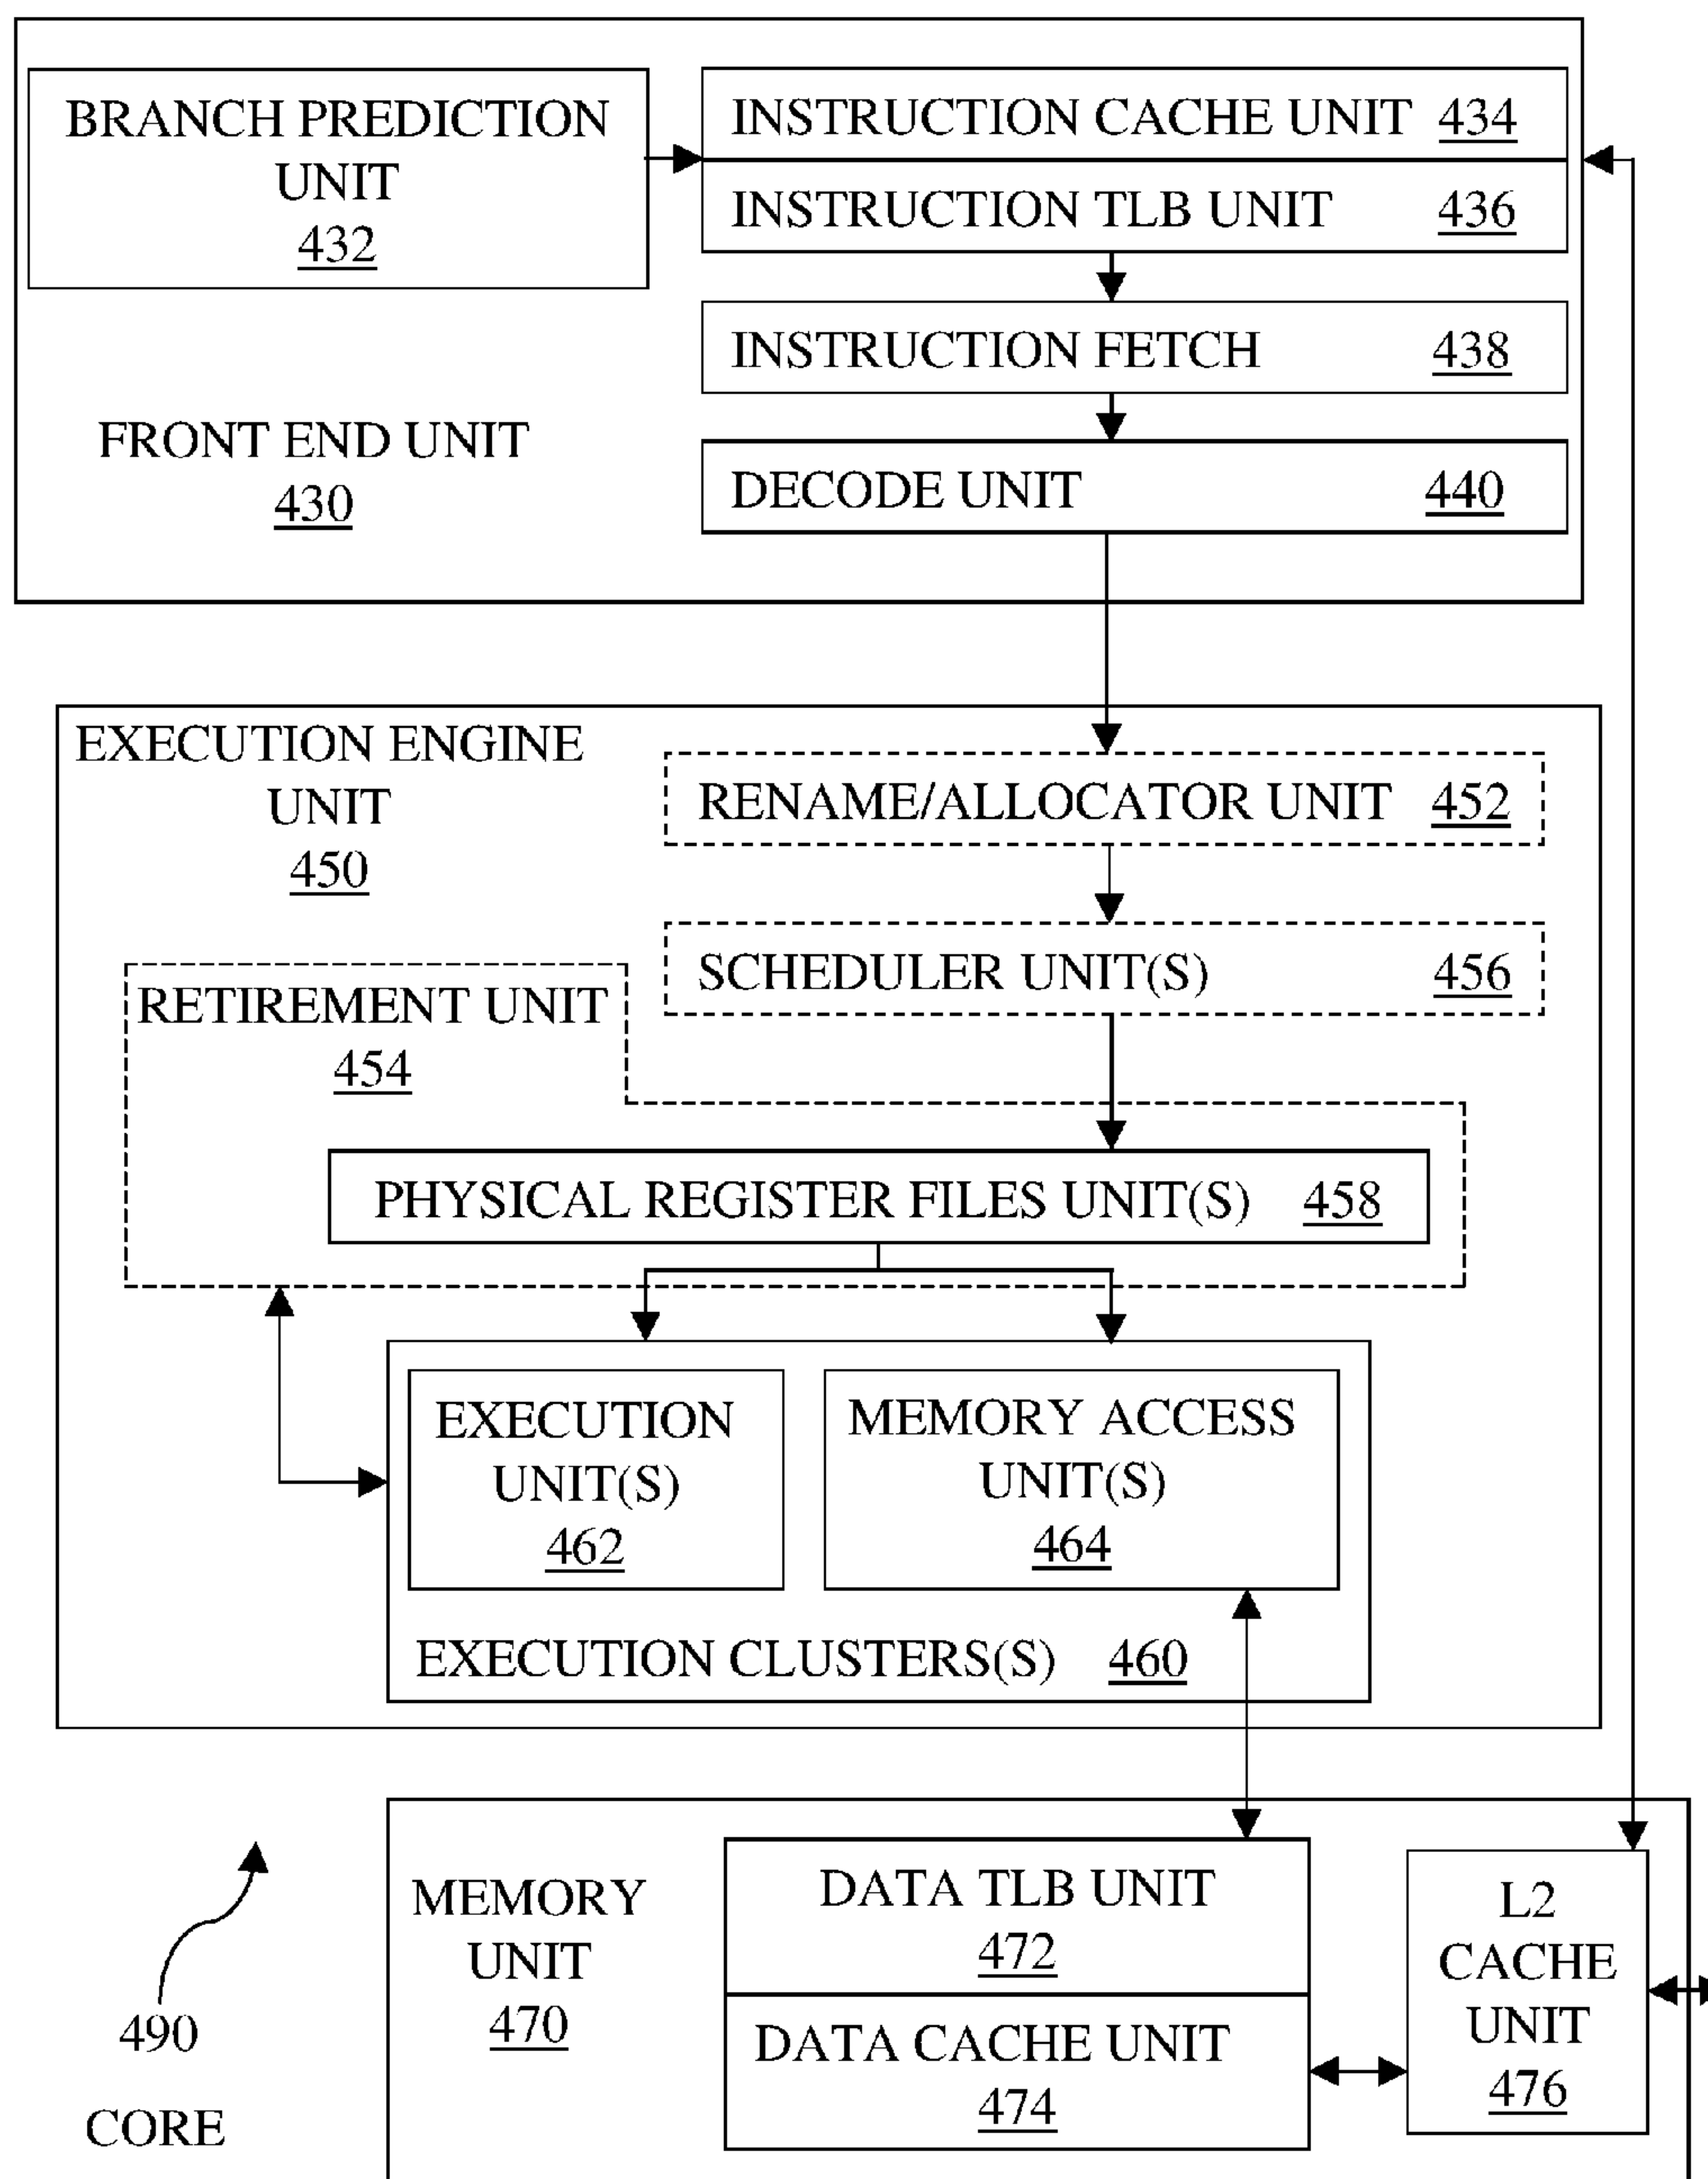 BRANCH PREDICTION
UNIT
432
INSTRUCTION CACHE UNIT 434
INSTRUCTION TLB UNIT 436
INSTRUCTION FETCH 438
FRONT END UNIT
430
DECODE UNIT 440
EXECUTION ENGINE
UNIT
450
RENAME/ALLOCATOR UNIT 452
SCHEDULER UNIT(S) 456
RETIREMENT UNIT
454
PHYSICAL REGISTER FILES UNIT(S) 458
EXECUTION
UNIT(S)
462
MEMORY ACCESS
UNIT(S)
464
EXECUTION CLUSTERS(S) 460
MEMORY
UNIT
470
DATA TLB UNIT
472
DATA CACHE UNIT
474
L2
CACHE
UNIT
476
490
CORE